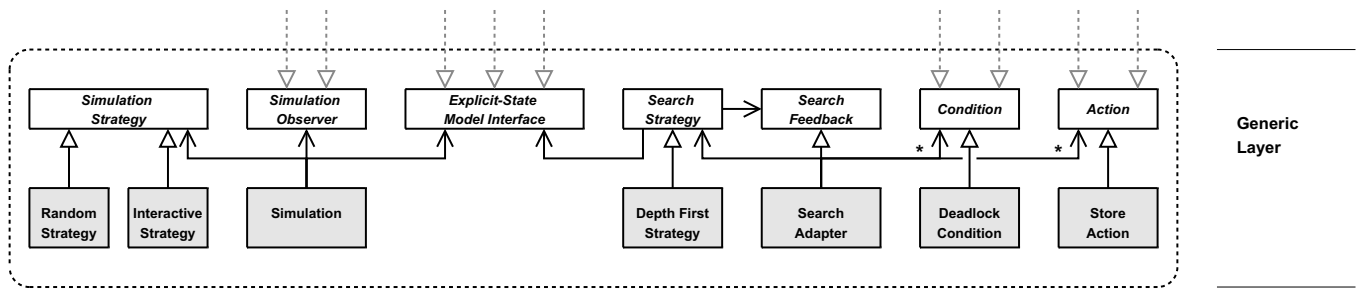 Simulation
Strategy
Simulation
Observer
Explicit-State
Model Interface
Search
Strategy
Search
Feedback
Condition
Action
Generic
Layer
*
*
Random
Strategy
Interactive
Strategy
Simulation
Depth First
Strategy
Search
Adapter
Deadlock
Condition
Store
Action